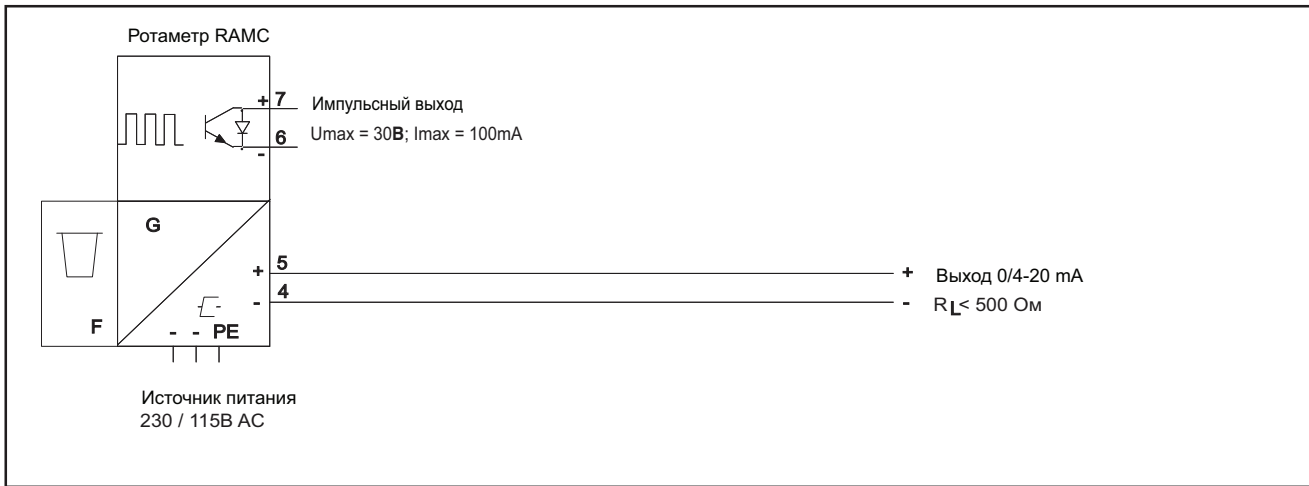 Ротаметр RAMC
+ 7
Импульсный выход
6
Umax = 30В; Imax = 100mA
-
G
+ 5
+ Выход 0/4-20 mA
- 4
- RL< 500 Ом
F
- - PE
Источник питания
230 / 115В AC